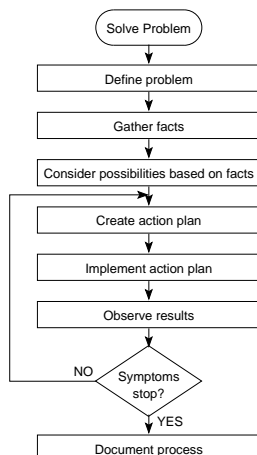 Solve Problem
Define problem
Gather facts
Consider possibilities based on facts
Create action plan
Implement action plan
Observe results
NO
Symptoms
stop?
YES
Document process